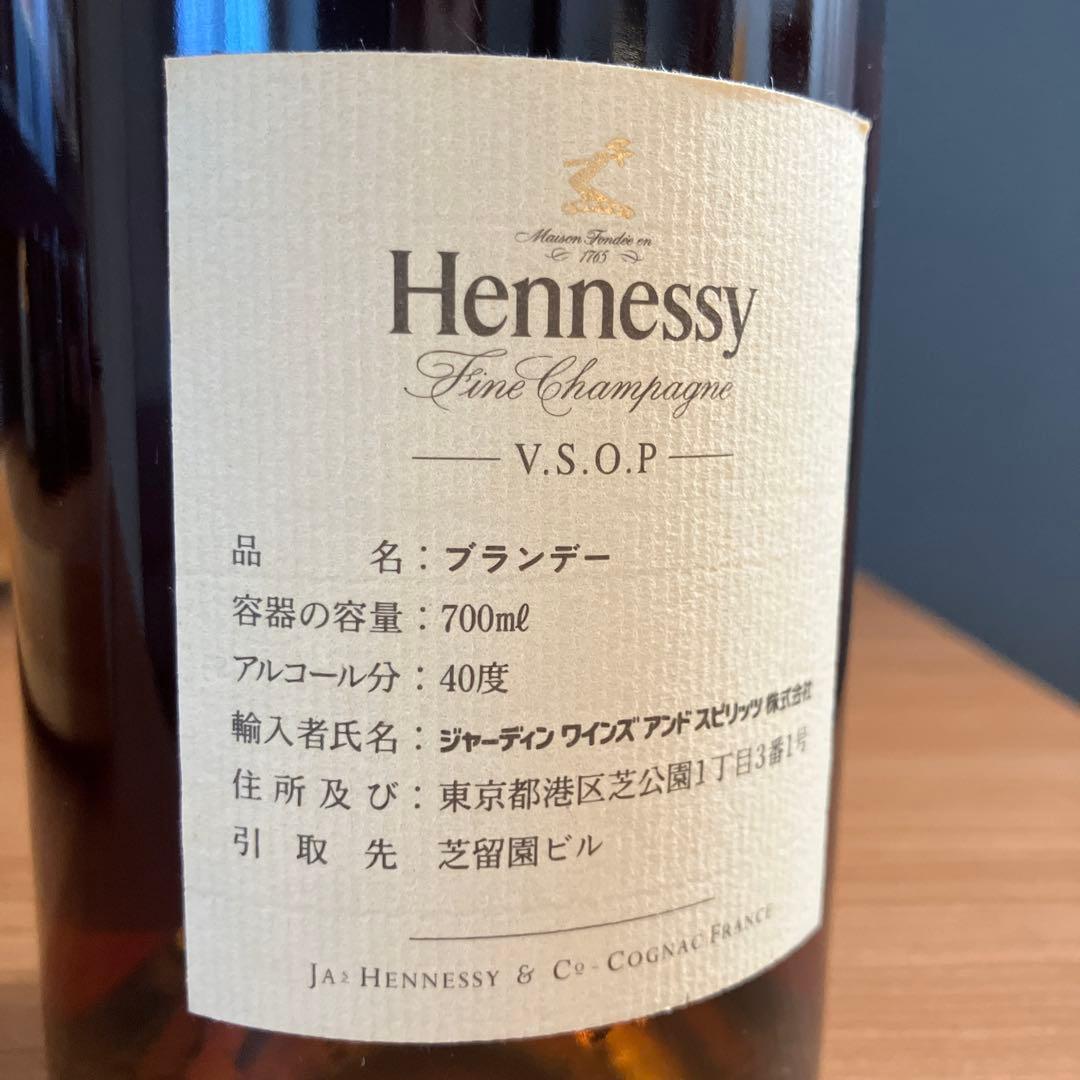 Maison Fondée en
1765
Hennessy
Fine Champagne
V.S.O.P
品名：ブランデー
容器の容量：700mℓ
アルコール分：40度
輸入者氏名：ジャーディン ワインズ アンド スピリッツ 株式会社
住所及び：東京都港区芝公園1丁目3番1号
引取先 芝留園ビル
JAs HENNESSY & Cº - COGNAC FRANCE